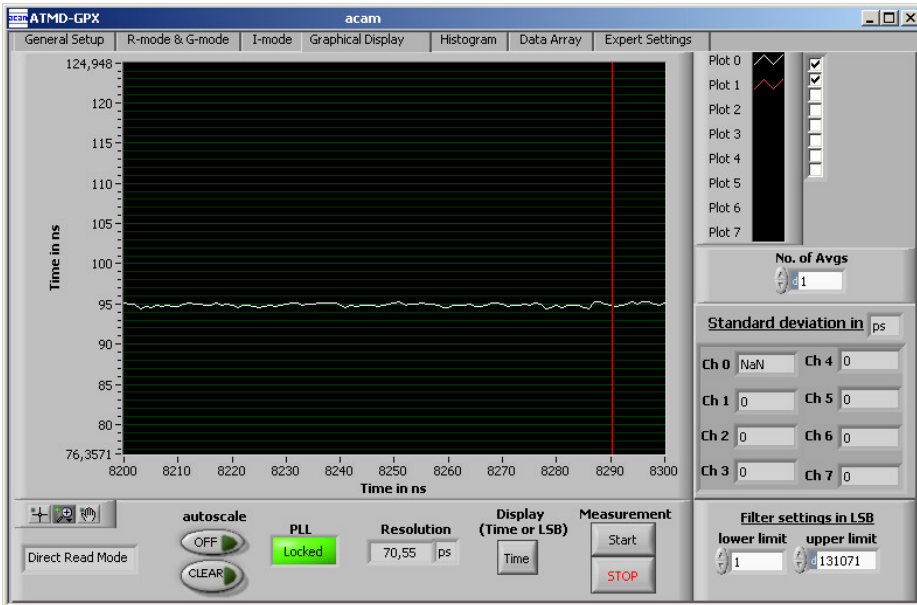 acam ATMD-GPX acam
General Setup R-mode & G-mode I-mode Graphical Display Histogram Data Array Expert Settings
124,948
120
115
110
105
100
95
90
85
80
76,3571
Time in ns
8200 8210 8220 8230 8240 8250 8260 8270 8280 8290 8300
Time in ns
Plot 0
Plot 1
Plot 2
Plot 3
Plot 4
Plot 5
Plot 6
Plot 7
No. of Avgs
d 1
Standard deviation in ps
Ch 0 NaN Ch 4 0
Ch 1 0 Ch 5 0
Ch 2 0 Ch 6 0
Ch 3 0 Ch 7 0
Direct Read Mode
autoscale
OFF
CLEAR
PLL
Locked
Resolution
70,55 ps
Display
(Time or LSB)
Time
Measurement
Start
STOP
Filter settings in LSB
lower limit upper limit
1 d 131071